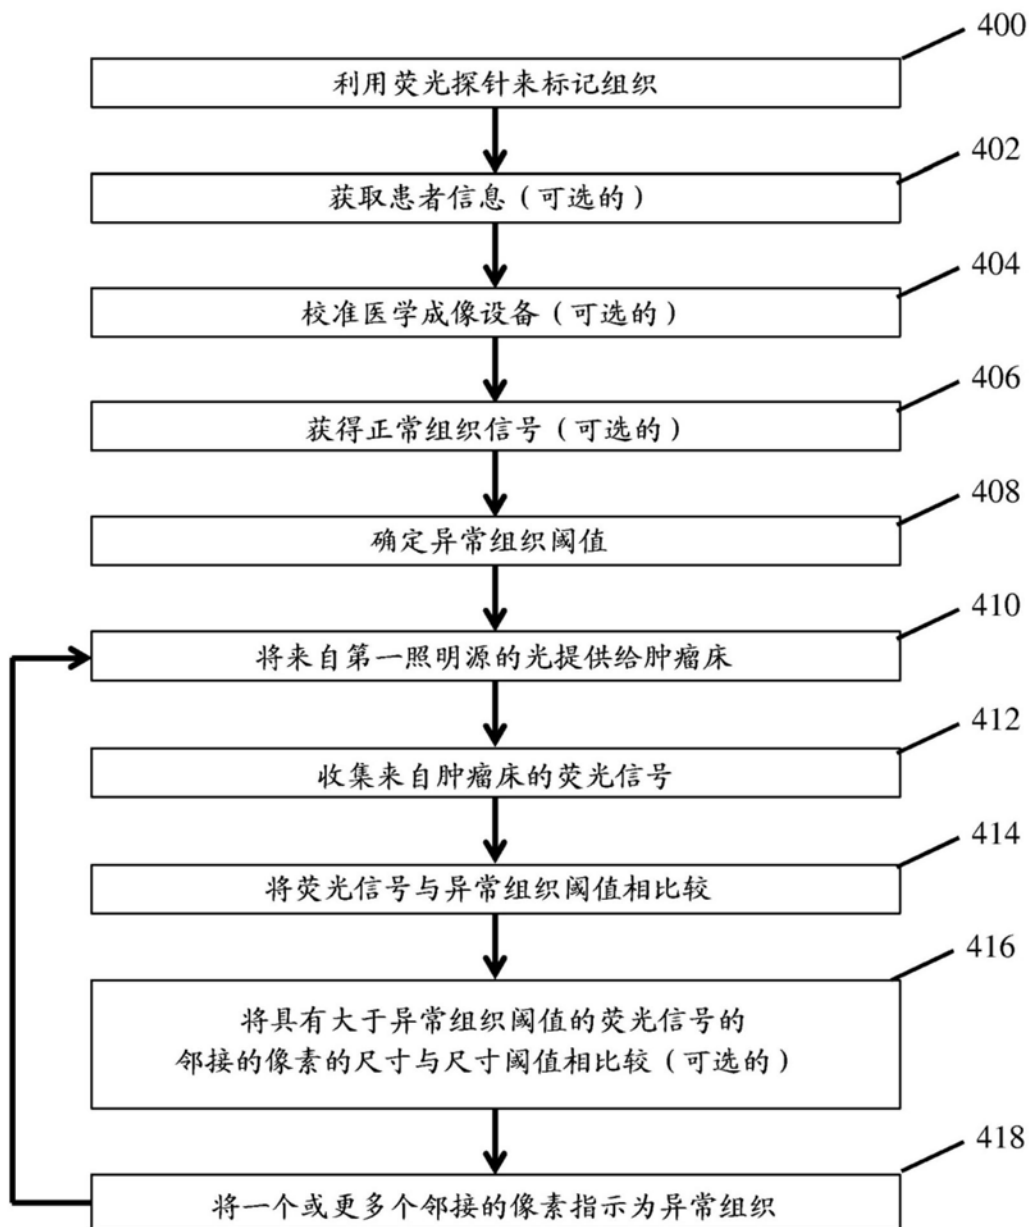 400
利用荧光探针来标记组织
402
获取患者信息(可选的)
404
校准医学成像设备(可选的)
406
获得正常组织信号(可选的)
408
确定异常组织阈值
410
将来自第一照明源的光提供给肿瘤床
412
收集来自肿瘤床的荧光信号
414
将荧光信号与异常组织阈值相比较
416
将具有大于异常组织阈值的荧光信号的
邻接的像素的尺寸与尺寸阈值相比较(可选的)
418
将一个或更多个邻接的像素指示为异常组织